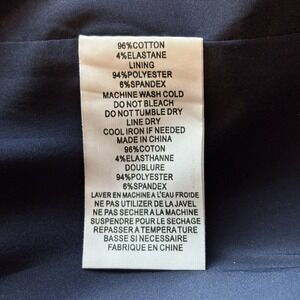 96%COTTON
4%ELASTANE
LINING
94%POLYESTER
6%SPANDEX
MACHINE WASH COLD
DO NOT BLEACH
DO NOT TUMBLE DRY
LINE DRY
COOL IRON IF NEEDED
MADE IN CHINA
96%COTON
4%ELASTHANNE
DOUBLURE
94%POLYESTER
6%SPANDEX
LAVER EN MACHINE A L'EAU FROIDE
NE PAS UTILIZER DE LA JAVEL
NE PAS SECHER A LA MACHINE
SUSPENDRE POUR LE SECHAGE
REPASSER A TEMPERA TURE
BASSE SI NECESSAIRE
FABRIQUE EN CHINE